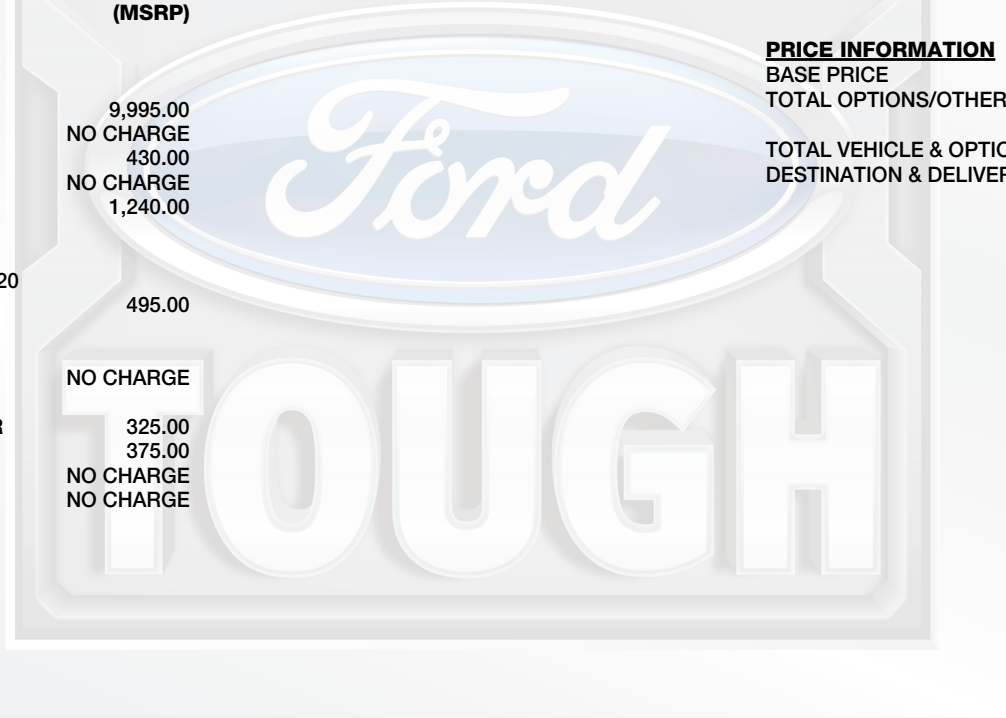 (MSRP)
9,995.00
NO CHARGE
430.00
NO CHARGE
1,240.00
20
495.00
NO CHARGE
R
325.00
375.00
NO CHARGE
NO CHARGE
PRICE INFORMATION
BASE PRICE
TOTAL OPTIONS/OTHER
TOTAL VEHICLE & OPTIO
DESTINATION & DELIVER
Ford
TOUGH